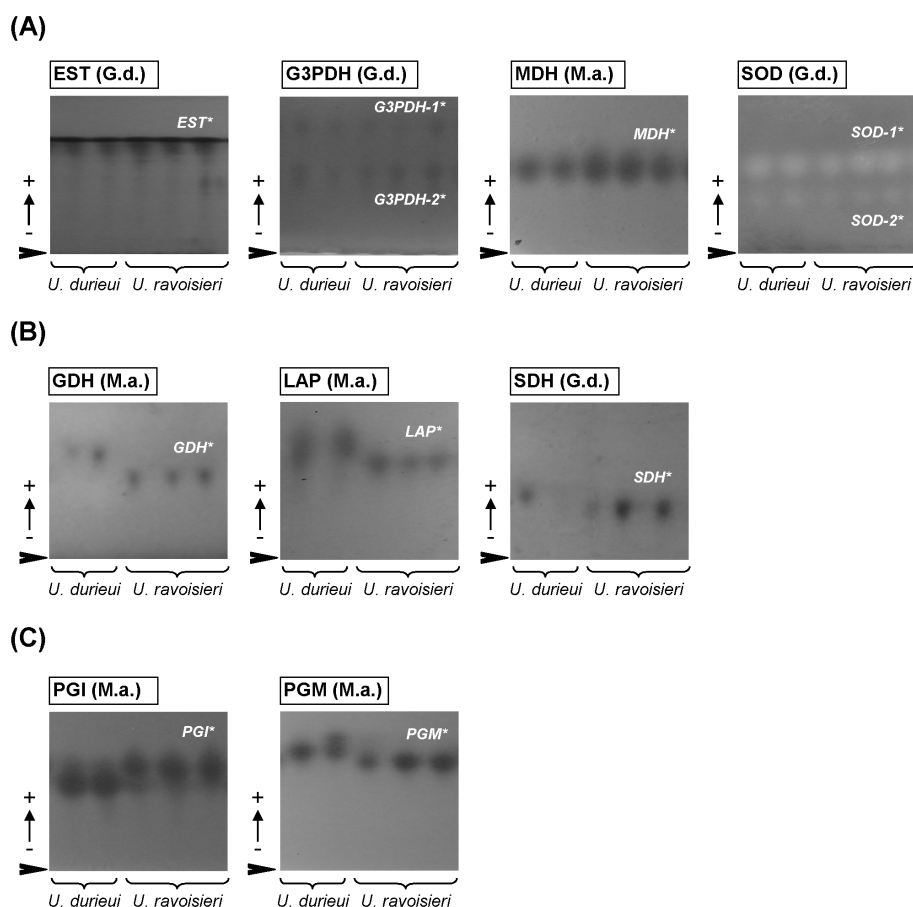 (A)
EST (G.d.) G3PDH (G.d.) MDH (M.a.) SOD (G.d.)
EST* G3PDH-1* MDH* SOD-1*
G3PDH-2* SOD-2*
+ + + +
- - - -
U. durieui U. ravoisieri U. durieui U. ravoisieri U. durieui U. ravoisieri U. durieui U. ravoisieri
(B)
GDH (M.a.) LAP (M.a.) SDH (G.d.)
GDH* LAP* SDH*
+ + +
- - -
U. durieui U. ravoisieri U. durieui U. ravoisieri U. durieui U. ravoisieri
(C)
PGI (M.a.) PGM (M.a.)
PGI* PGM*
+ +
- -
U. durieui U. ravoisieri U. durieui U. ravoisieri